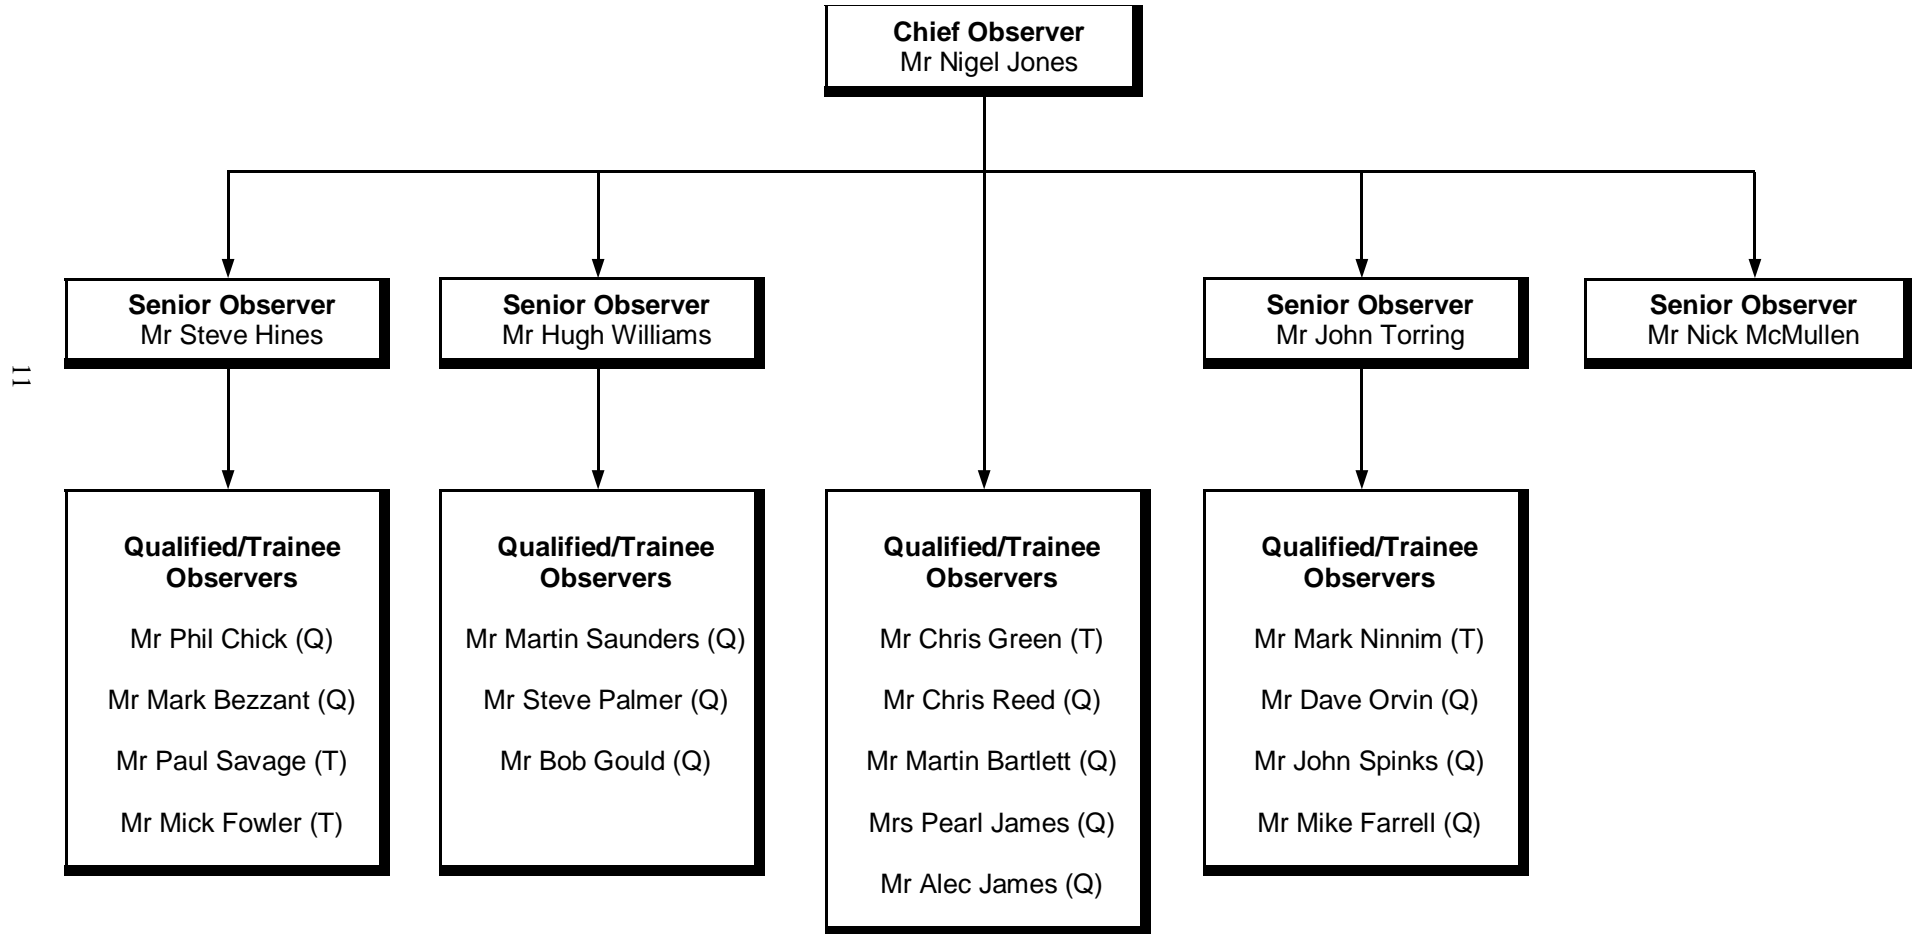 Chief Observer
Mr Nigel Jones
Senior Observer
Mr Steve Hines
Senior Observer
Mr Hugh Williams
Senior Observer
Mr John Torring
Senior Observer
Mr Nick McMullen
11
Qualified/Trainee
Observers
Mr Phil Chick (Q)
Mr Mark Bezzant (Q)
Mr Paul Savage (T)
Mr Mick Fowler (T)
Qualified/Trainee
Observers
Mr Martin Saunders (Q)
Mr Steve Palmer (Q)
Mr Bob Gould (Q)
Qualified/Trainee
Observers
Mr Chris Green (T)
Mr Chris Reed (Q)
Mr Martin Bartlett (Q)
Mrs Pearl James (Q)
Mr Alec James (Q)
Qualified/Trainee
Observers
Mr Mark Ninnim (T)
Mr Dave Orvin (Q)
Mr John Spinks (Q)
Mr Mike Farrell (Q)